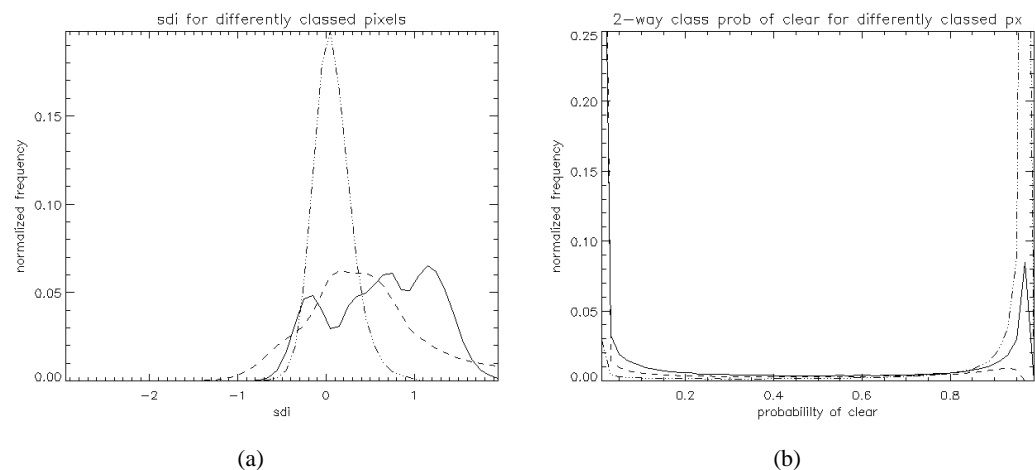 sdi for differently classed pixels
normalized frequency
0.15
0.10
0.05
0.00
-2
-1
0
1
sdi
(a)
2-way class prob of clear for differently classed px
normalized frequency
0.25
0.20
0.15
0.10
0.05
0.00
0.2
0.4
0.6
0.8
probabililty of clear
(b)